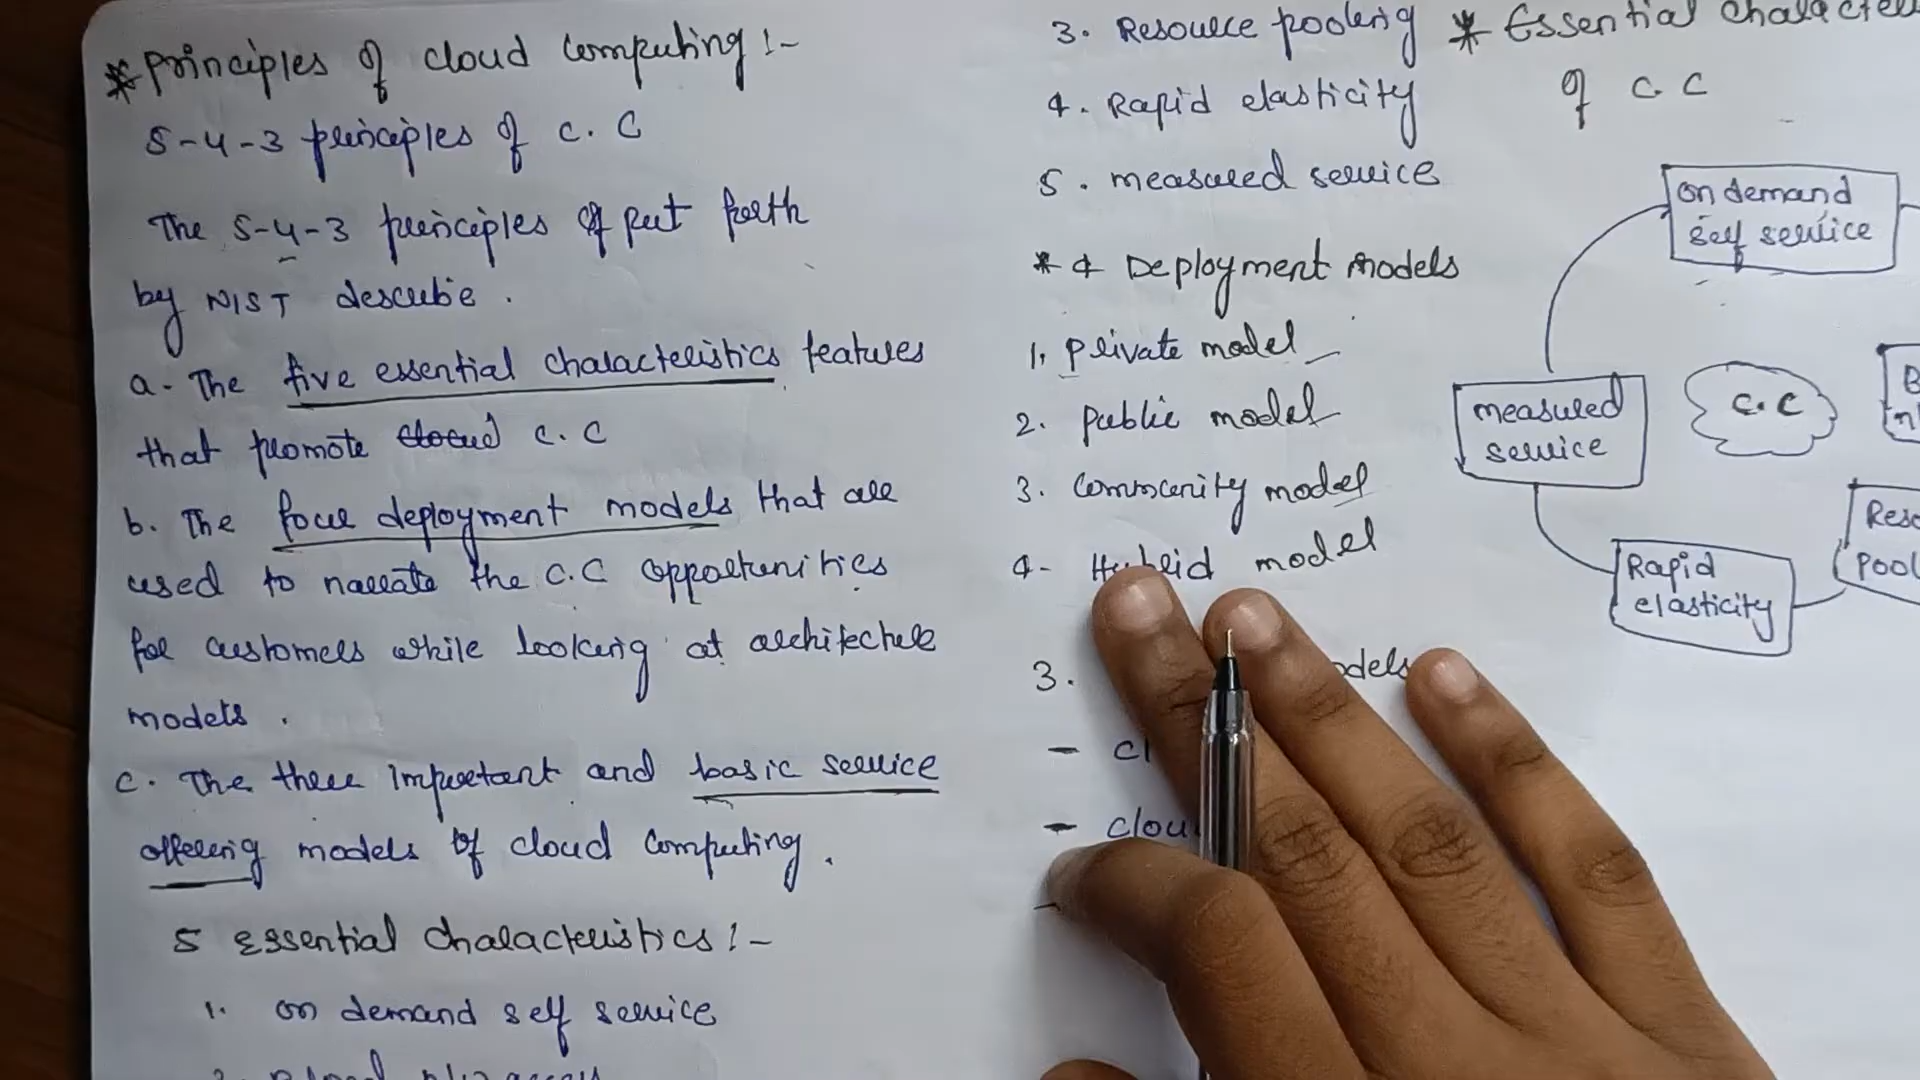 * Principles of cloud Computing :-
5-4-3 principles of C.C
The 5-4-3 principles of put forth
by NIST describe.
a. The five essential characteristics features
that promote cloud C.C
b. The four deployment models that are
used to narrate the C.C opportunities
for customers while looking at architecture
models.
c. The three important and basic service
offering models of cloud computing.
5 Essential characteristics :-
1. on demand self service
3. Resource pooling
4. Rapid elasticity
5. measured service
* 4 Deployment Models
1. private model
2. public model
3. Community model
4- Hybrid model
3.
-
-
-
* Essential
of C.C
on demand
self service
measured
service
C.C
Rapid
elasticity